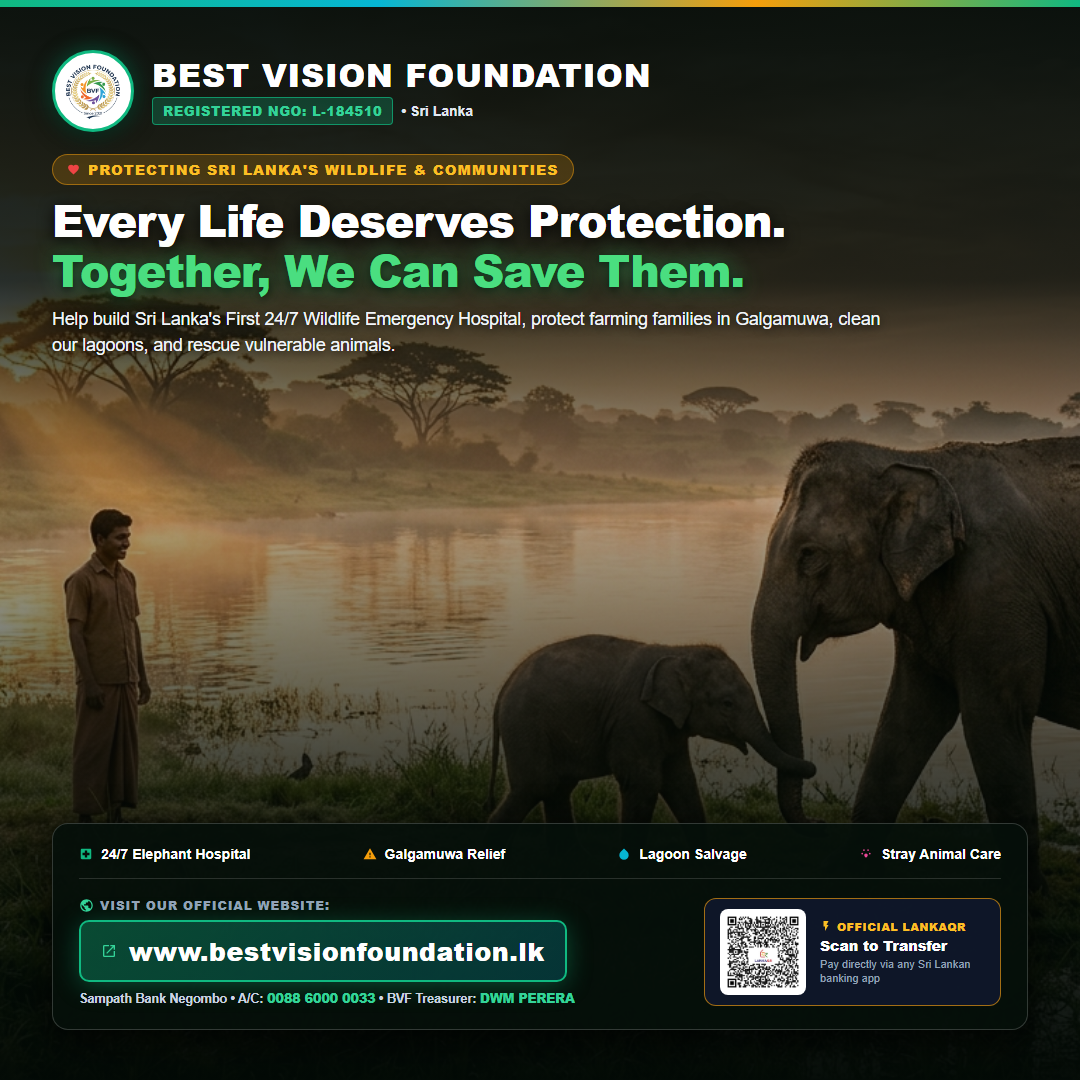 BEST VISION FOUNDATION
BVF
BEST VISION FOUNDATION
REGISTERED NGO: L-184510 • Sri Lanka
PROTECTING SRI LANKA'S WILDLIFE & COMMUNITIES
Every Life Deserves Protection.
Together, We Can Save Them.
Help build Sri Lanka's First 24/7 Wildlife Emergency Hospital, protect farming families in Galgamuwa, clean
our lagoons, and rescue vulnerable animals.
24/7 Elephant Hospital
Galgamuwa Relief
Lagoon Salvage
Stray Animal Care
VISIT OUR OFFICIAL WEBSITE:
www.bestvisionfoundation.lk
Sampath Bank Negombo • A/C: 0088 6000 0033 • BVF Treasurer: DWM PERERA
OFFICIAL LANKAQR
Scan to Transfer
Pay directly via any Sri Lankan
banking app